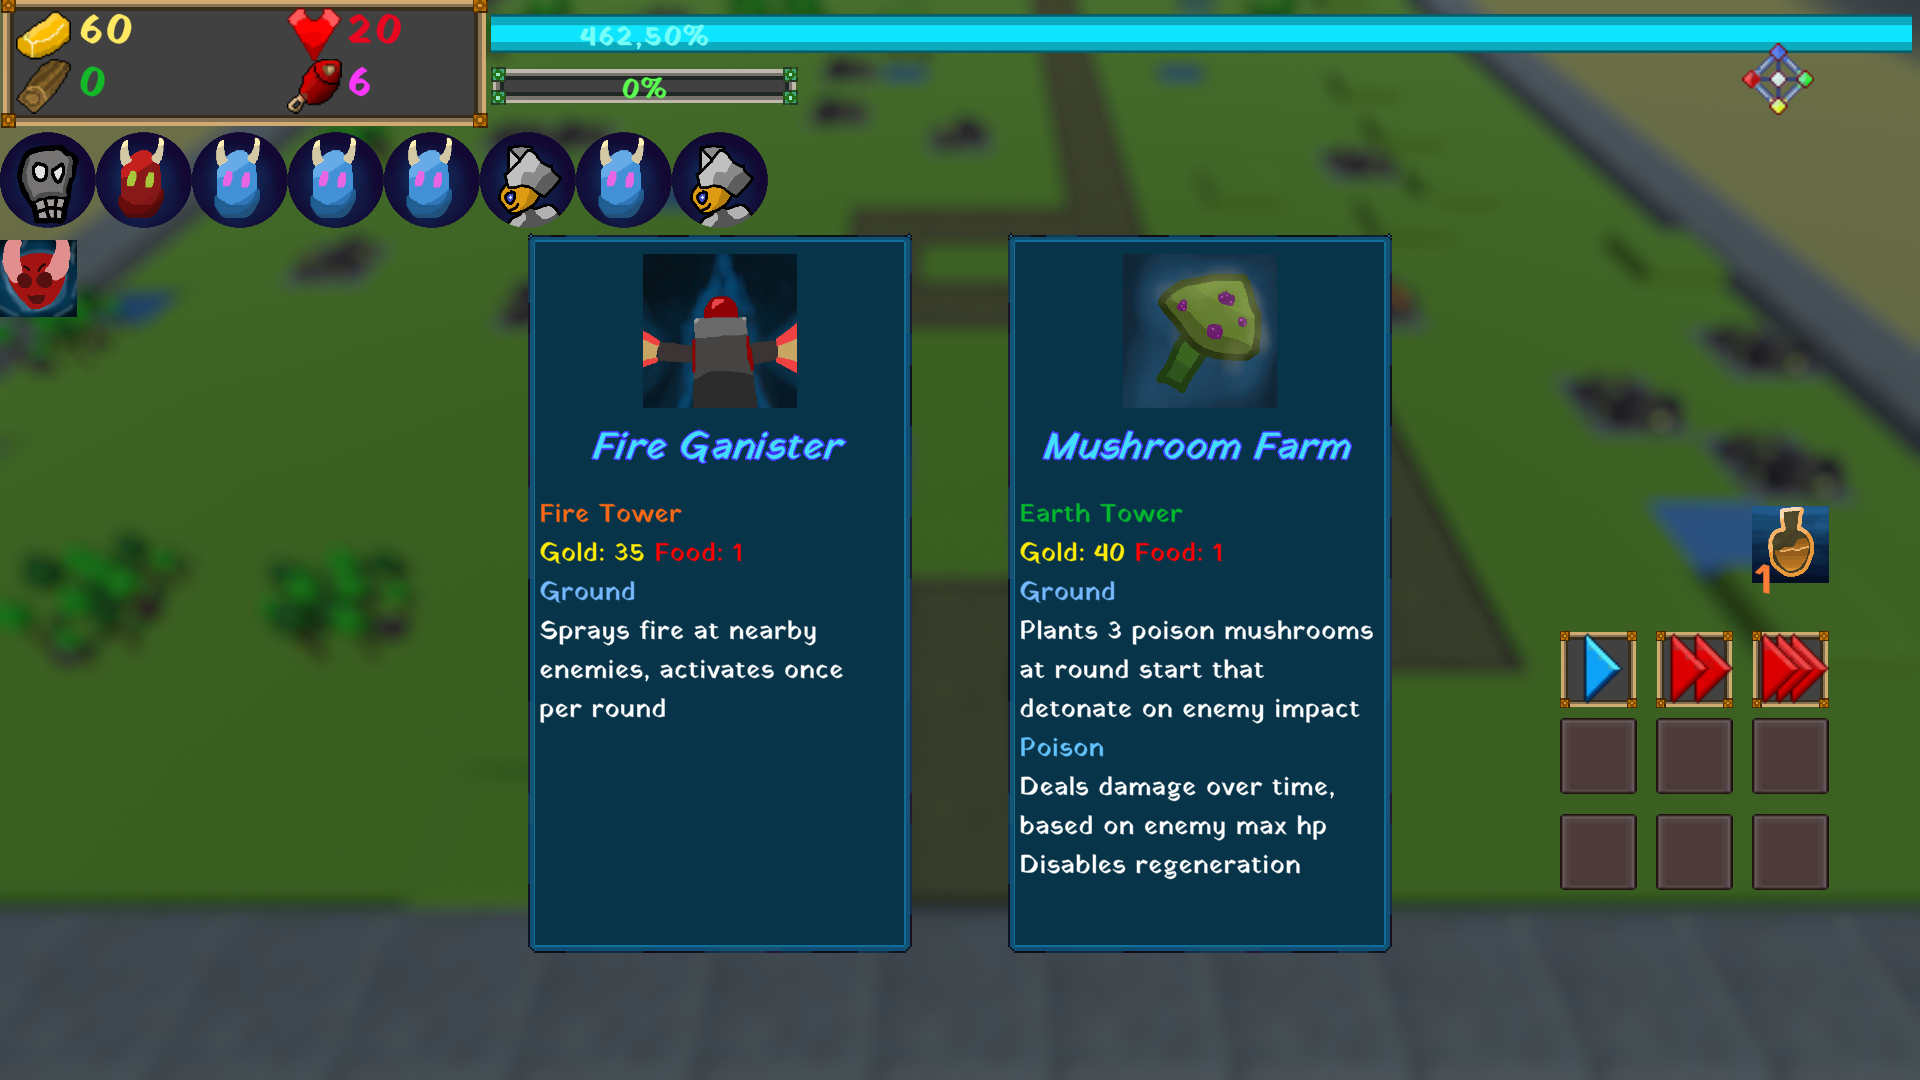 60
20
462,50%
0
6
0%
Fire Ganister
Fire Tower
Gold: 35 Food: 1
Ground
Sprays fire at nearby
enemies, activates once
per round
Mushroom Farm
Earth Tower
Gold: 40 Food: 1
Ground
Plants 3 poison mushrooms
at round start that
detonate on enemy impact
Poison
Deals damage over time,
based on enemy max hp
Disables regeneration
1